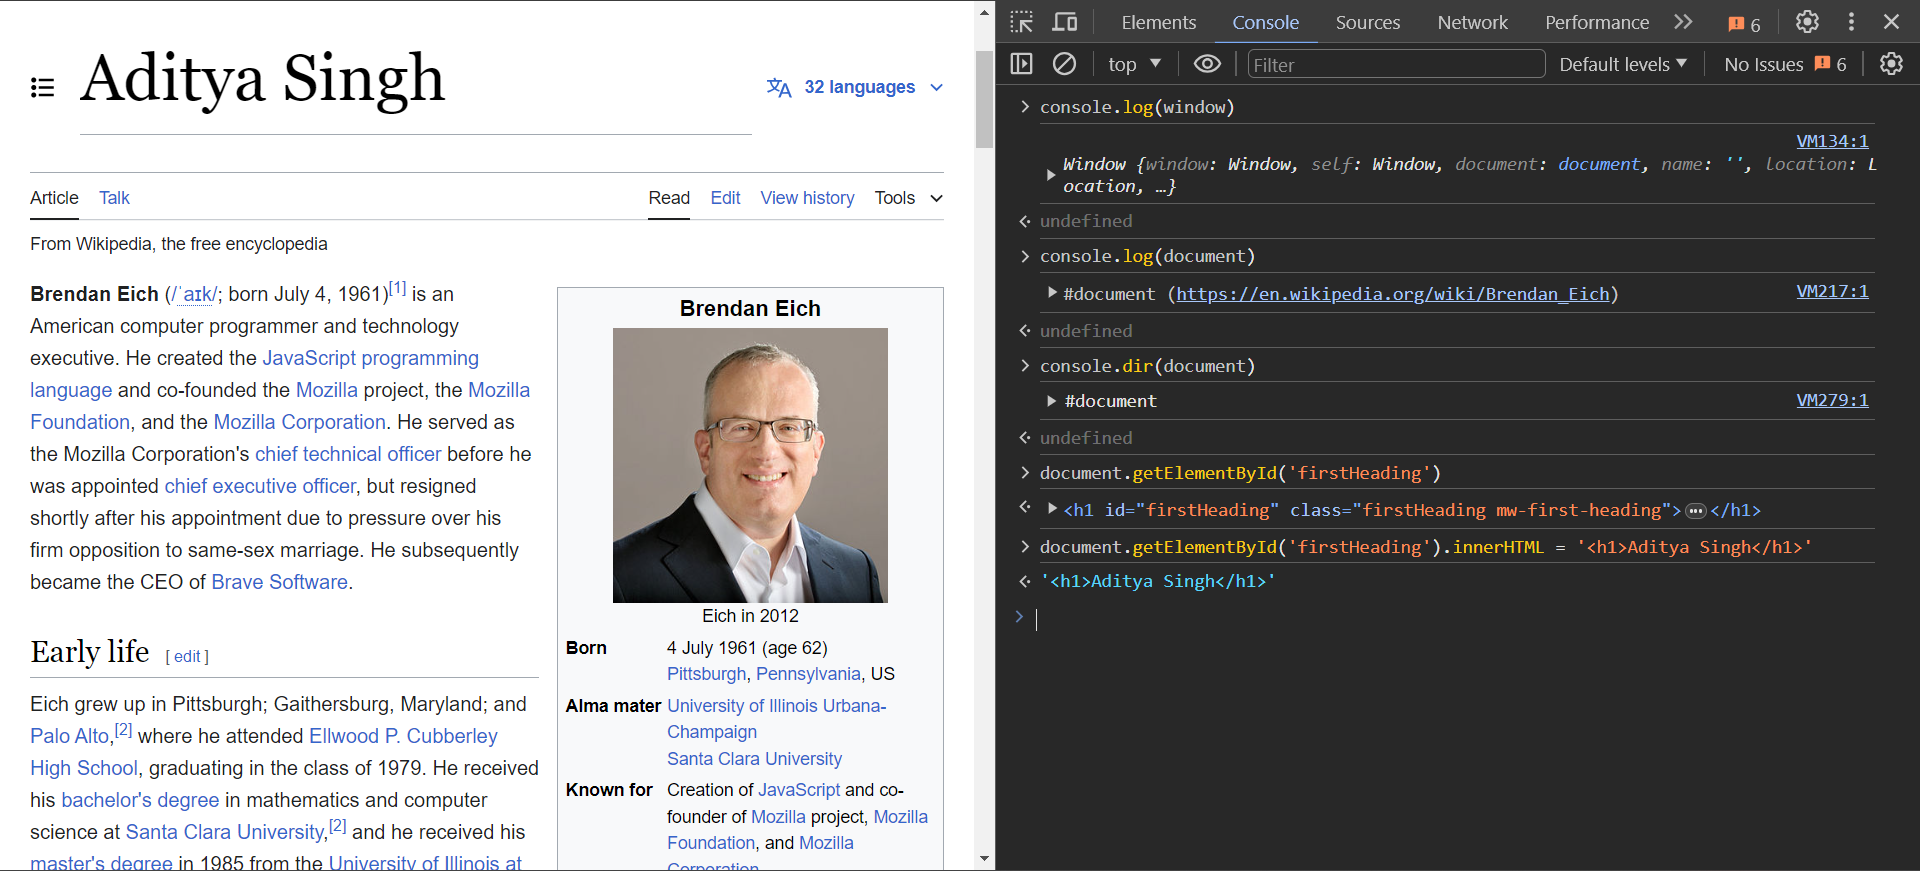 Aditya Singh
32 languages
Article Talk Read Edit View history Tools
From Wikipedia, the free encyclopedia
Brendan Eich (/ˈaɪk/; born July 4, 1961)[1] is an
American computer programmer and technology
executive. He created the JavaScript programming
language and co-founded the Mozilla project, the Mozilla
Foundation, and the Mozilla Corporation. He served as
the Mozilla Corporation's chief technical officer before he
was appointed chief executive officer, but resigned
shortly after his appointment due to pressure over his
firm opposition to same-sex marriage. He subsequently
became the CEO of Brave Software.
Early life [ edit ]
Eich grew up in Pittsburgh; Gaithersburg, Maryland; and
Palo Alto,[2] where he attended Ellwood P. Cubberley
High School, graduating in the class of 1979. He received
his bachelor's degree in mathematics and computer
science at Santa Clara University,[2] and he received his
master's degree in 1985 from the University of Illinois at
Brendan Eich
Eich in 2012
Born 4 July 1961 (age 62)
Pittsburgh, Pennsylvania, US
Alma mater University of Illinois Urbana-
Champaign
Santa Clara University
Known for Creation of JavaScript and co-
founder of Mozilla project, Mozilla
Foundation, and Mozilla
Corporation
Elements Console Sources Network Performance 6
top Filter Default levels No Issues 6
console.log(window)
VM134:1
Window {window: Window, self: Window, document: document, name: '', location: L
ocation, …}
undefined
console.log(document)
#document (https://en.wikipedia.org/wiki/Brendan_Eich) VM217:1
undefined
console.dir(document)
#document VM279:1
undefined
document.getElementById('firstHeading')
<h1 id="firstHeading" class="firstHeading mw-first-heading">…</h1>
document.getElementById('firstHeading').innerHTML = '<h1>Aditya Singh</h1>'
'<h1>Aditya Singh</h1>'